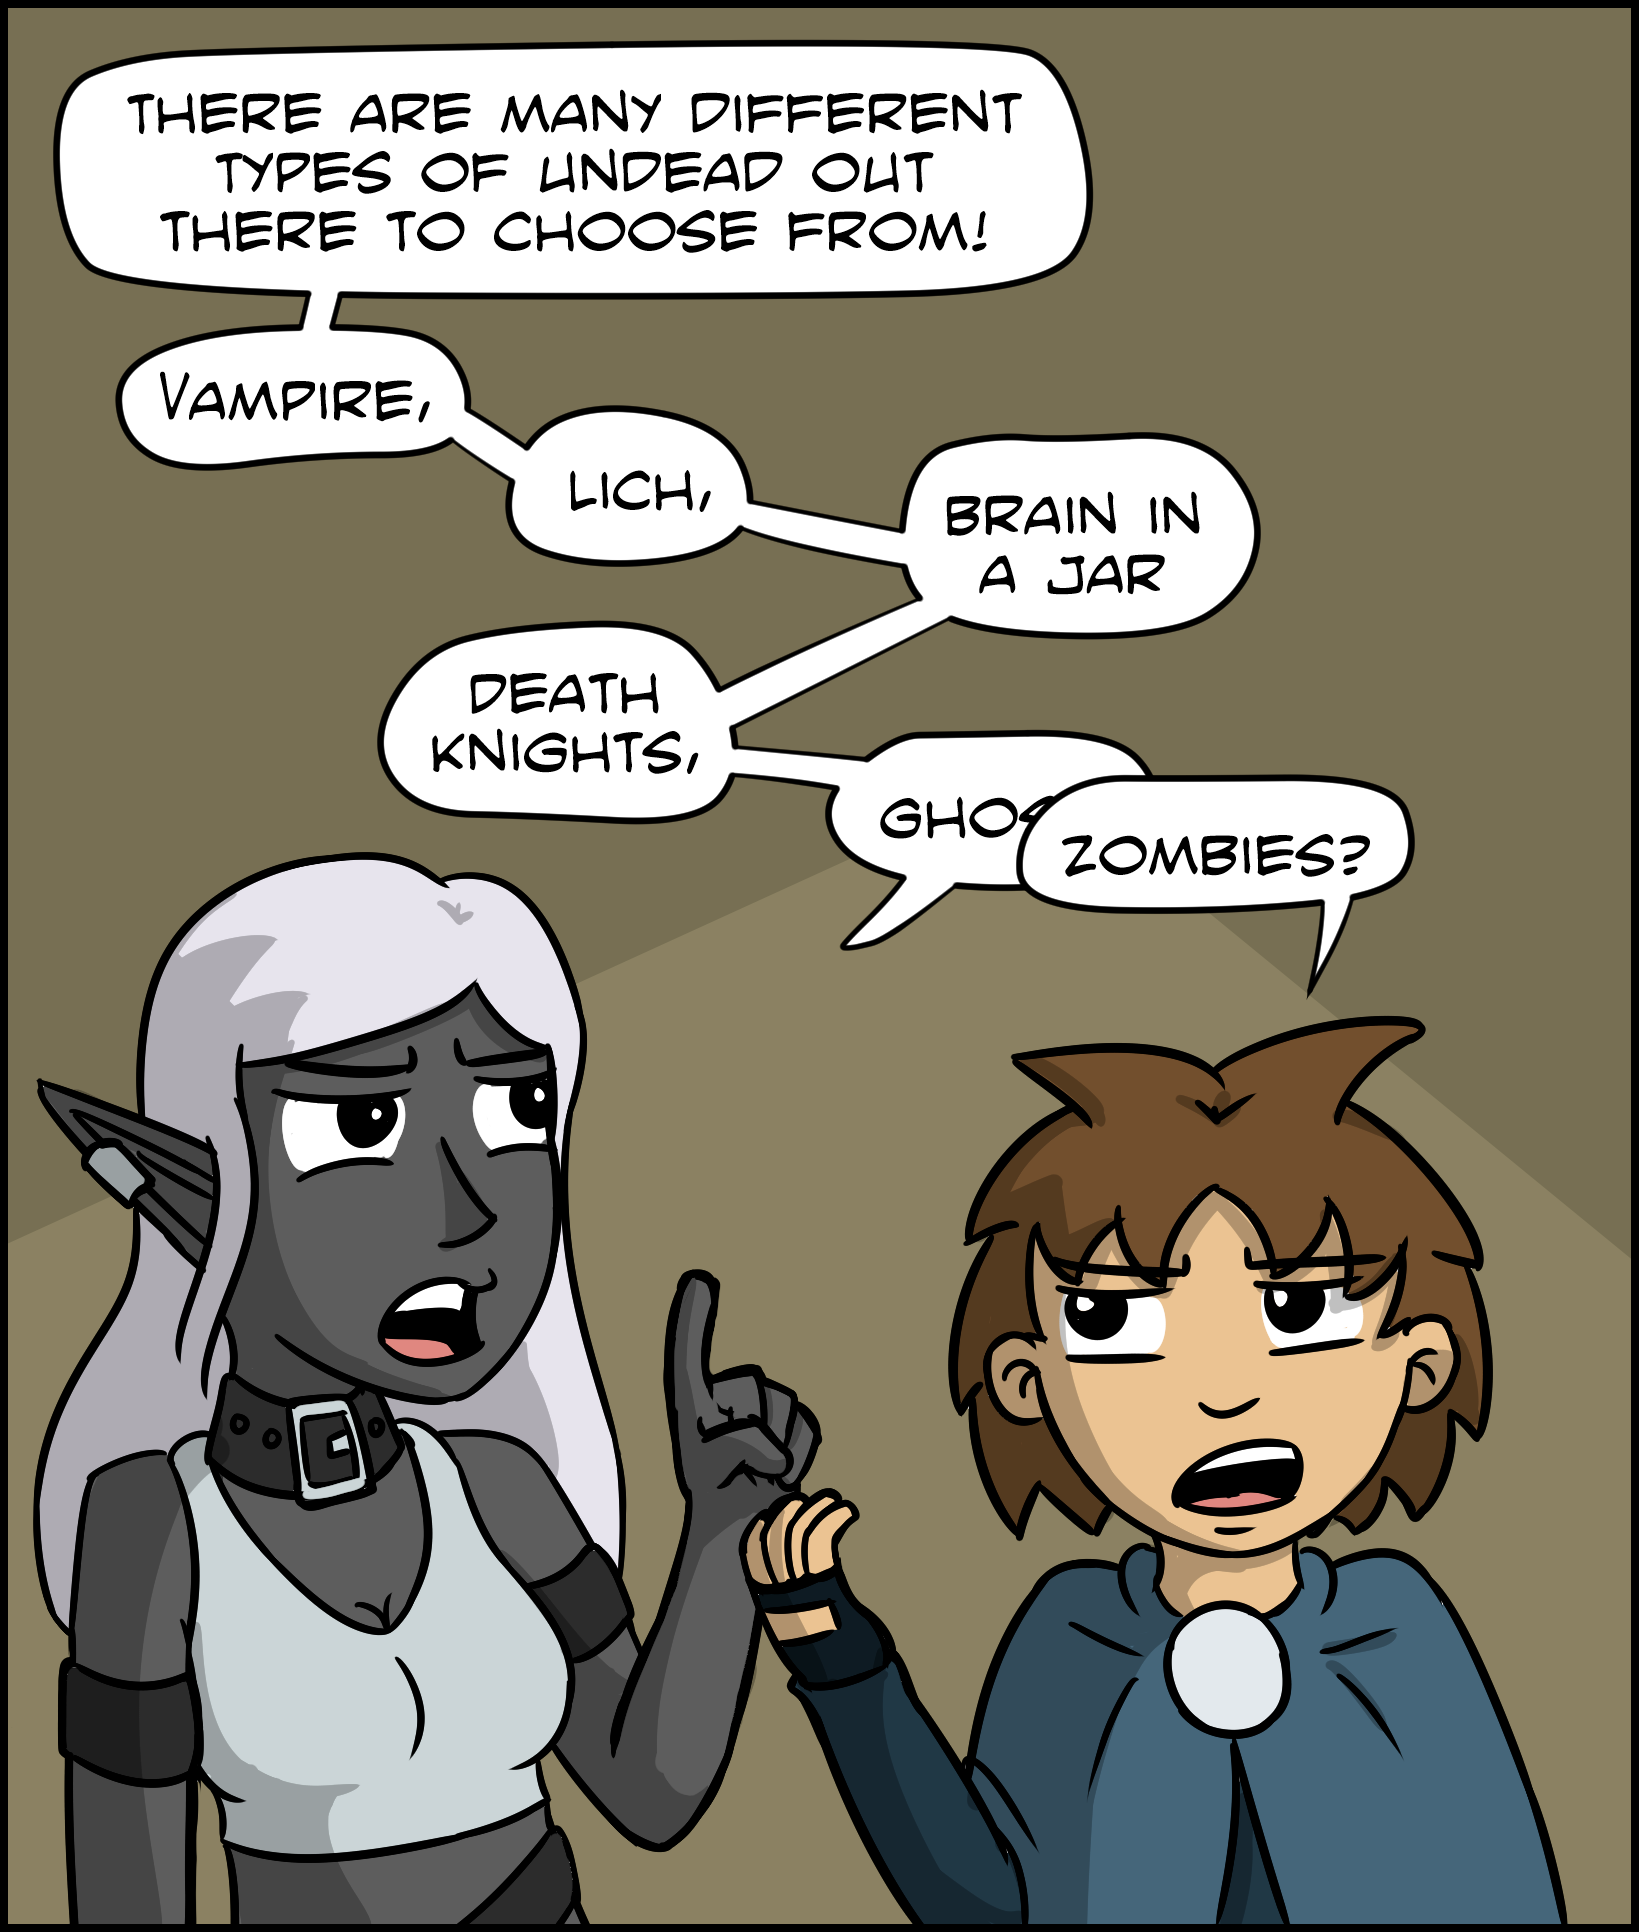 THERE ARE MANY DIFFERENT
TYPES OF UNDEAD OUT
THERE TO CHOOSE FROM!
VAMPIRE,
LICH,
BRAIN IN
A JAR
DEATH
KNIGHTS,
GHOS
ZOMBIES?